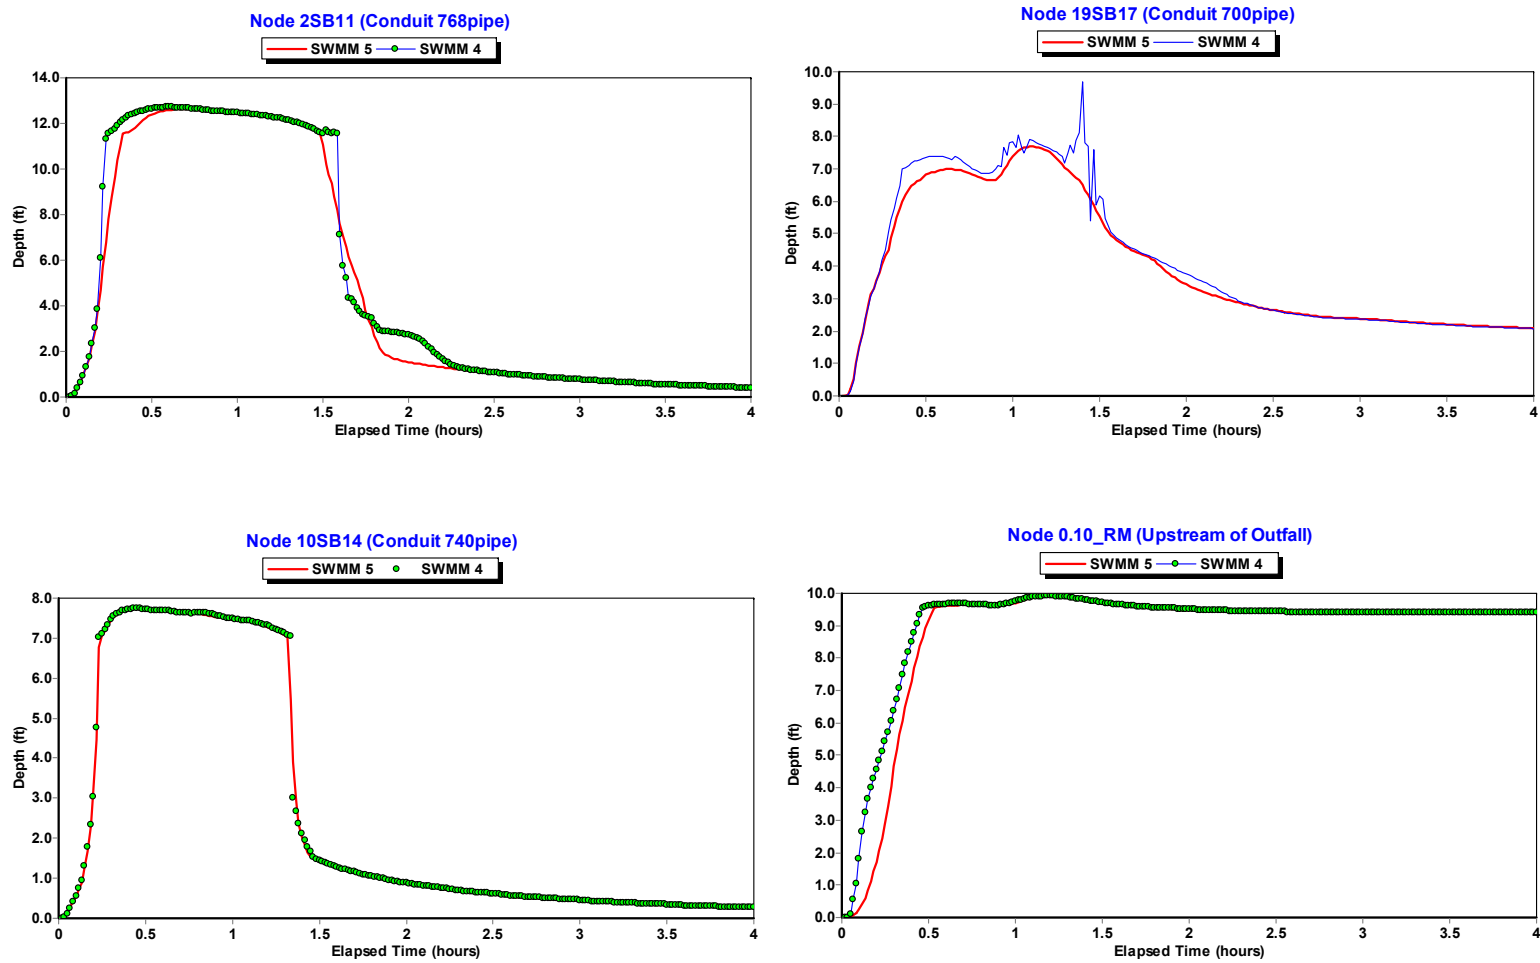 Node 2SB11 (Conduit 768pipe)
SWMM 5 SWMM 4
14.0
12.0
10.0
8.0
6.0
4.0
2.0
0.0
Depth (ft)
0 0.5 1 1.5 2 2.5 3 3.5 4
Elapsed Time (hours)
Node 19SB17 (Conduit 700pipe)
SWMM 5 SWMM 4
10.0
9.0
8.0
7.0
6.0
5.0
4.0
3.0
2.0
1.0
0.0
Depth (ft)
0 0.5 1 1.5 2 2.5 3 3.5 4
Elapsed Time (hours)
Node 10SB14 (Conduit 740pipe)
SWMM 5 SWMM 4
8.0
7.0
6.0
5.0
4.0
3.0
2.0
1.0
0.0
Depth (ft)
0 0.5 1 1.5 2 2.5 3 3.5 4
Elapsed Time (hours)
Node 0.10_RM (Upstream of Outfall)
SWMM 5 SWMM 4
10.0
9.0
8.0
7.0
6.0
5.0
4.0
3.0
2.0
1.0
0.0
Depth (ft)
0 0.5 1 1.5 2 2.5 3 3.5 4
Elapsed Time (hours)